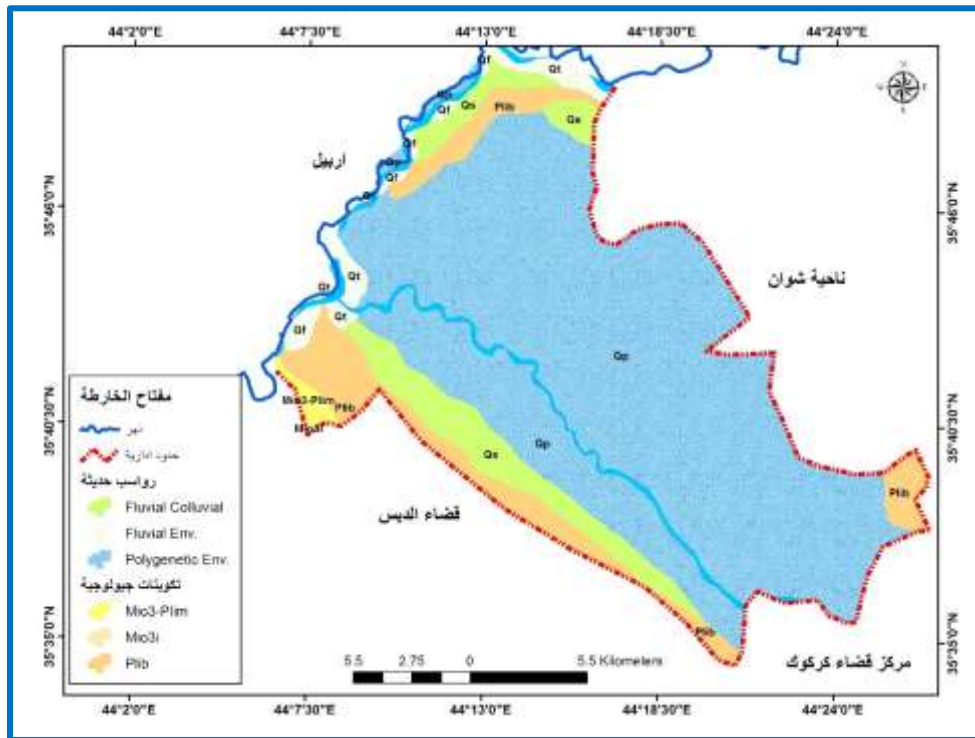 44°2'0"E 44°7'30"E 44°13'0"E 44°18'30"E 44°24'0"E
Qf
Qt
Qf
Qs
Plib
Qs
Qf
اربيل
Qf
35°46'0"N
35°46'0"N
ناحية شوان
Qt
Qf
Qf
Qf
Qp
مفتاح الخارطة
نهر
حدود ادارية
رواسب حديثة
Fluvial Colluvial
Fluvial Env.
Polygenetic Env.
تكوينات جيولوجية
Mio3-Plim
Mio3i
Plib
Mio3-Plim
Plib
35°40'30"N
35°40'30"N
Qs
Qp
Plib
قضاء الدبس
Plib
35°35'0"N
35°35'0"N
5.5 2.75 0 5.5 Kilometers
مركز قضاء كركوك
44°2'0"E 44°7'30"E 44°13'0"E 44°18'30"E 44°24'0"E